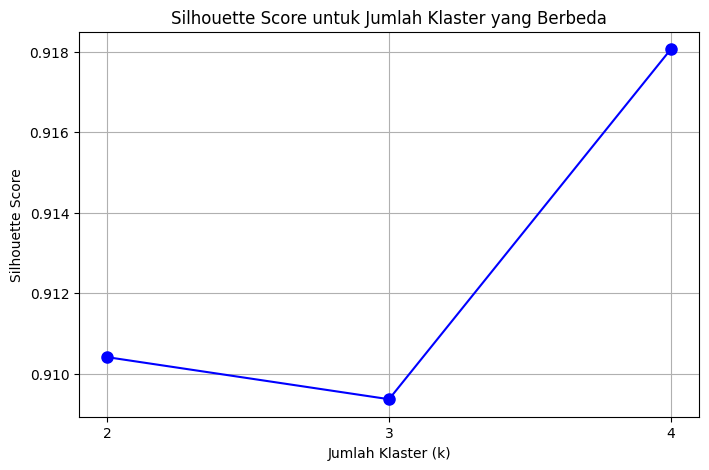 Silhouette Score untuk Jumlah Klaster yang Berbeda
0.918
0.916
0.914
0.912
0.910
Silhouette Score
2
3
4
Jumlah Klaster (k)